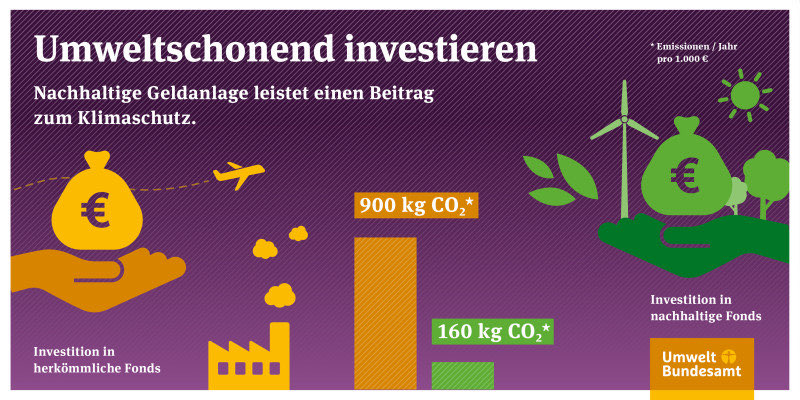 Umweltschonend investieren
Nachhaltige Geldanlage leistet einen Beitrag
zum Klimaschutz.
* Emissionen / Jahr
pro 1.000 €
€
€
900 kg CO₂*
160 kg CO₂*
Investition in
herkömmliche Fonds
Investition in
nachhaltige Fonds
Umwelt
Bundesamt